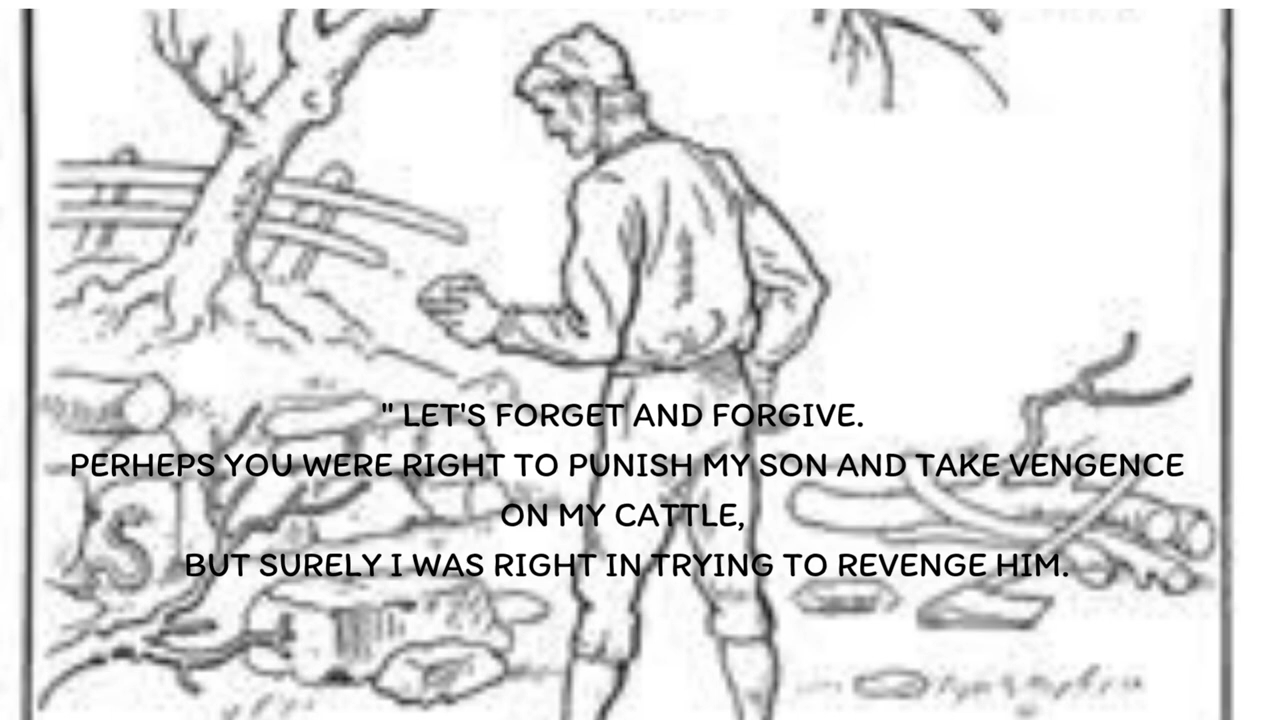 " LET'S FORGET AND FORGIVE.
PERHEPS YOU WERE RIGHT TO PUNISH MY SON AND TAKE VENGENCE
ON MY CATTLE,
BUT SURELY I WAS RIGHT IN TRYING TO REVENGE HIM.